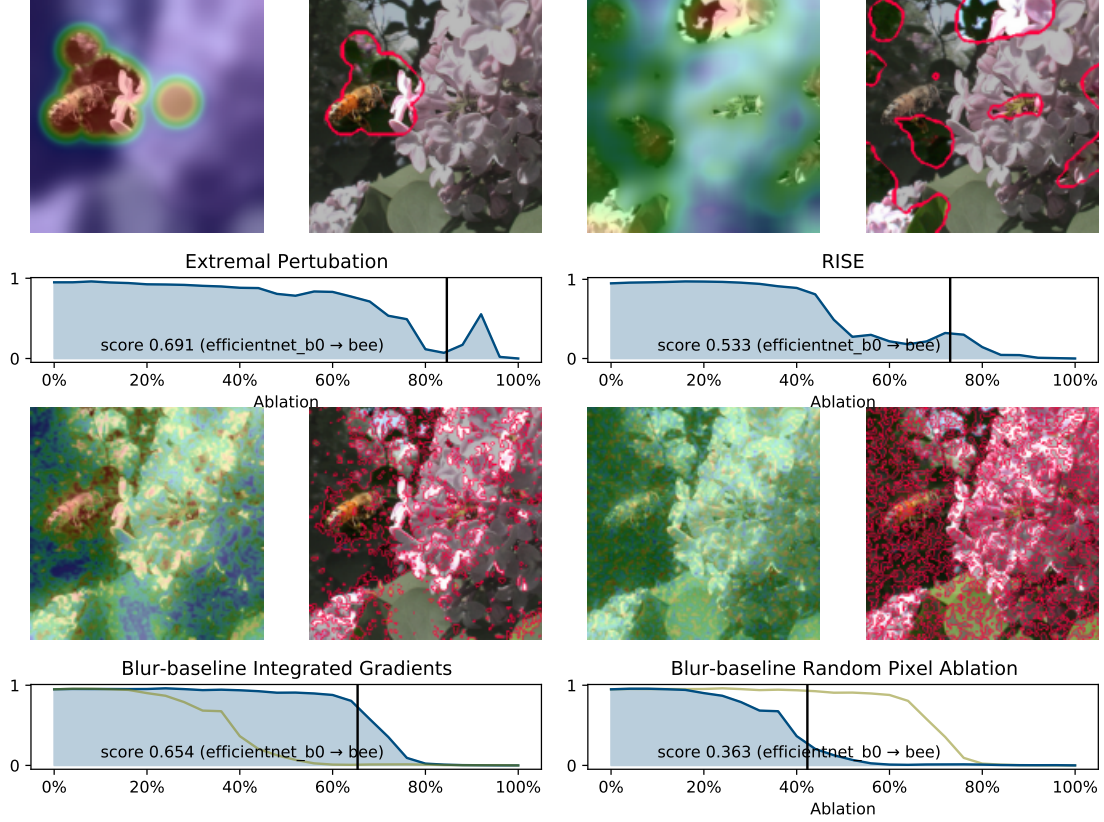 Extremal Pertubation
RISE
1
0
score 0.691 (efficientnet_b0 → bee)
0% 20% 40% 60% 80% 100%
Ablation
1
0
score 0.533 (efficientnet_b0 → bee)
0% 20% 40% 60% 80% 100%
Ablation
Blur-baseline Integrated Gradients
Blur-baseline Random Pixel Ablation
1
0
score 0.654 (efficientnet_b0 → bee)
0% 20% 40% 60% 80% 100%
1
0
score 0.363 (efficientnet_b0 → bee)
0% 20% 40% 60% 80% 100%
Ablation